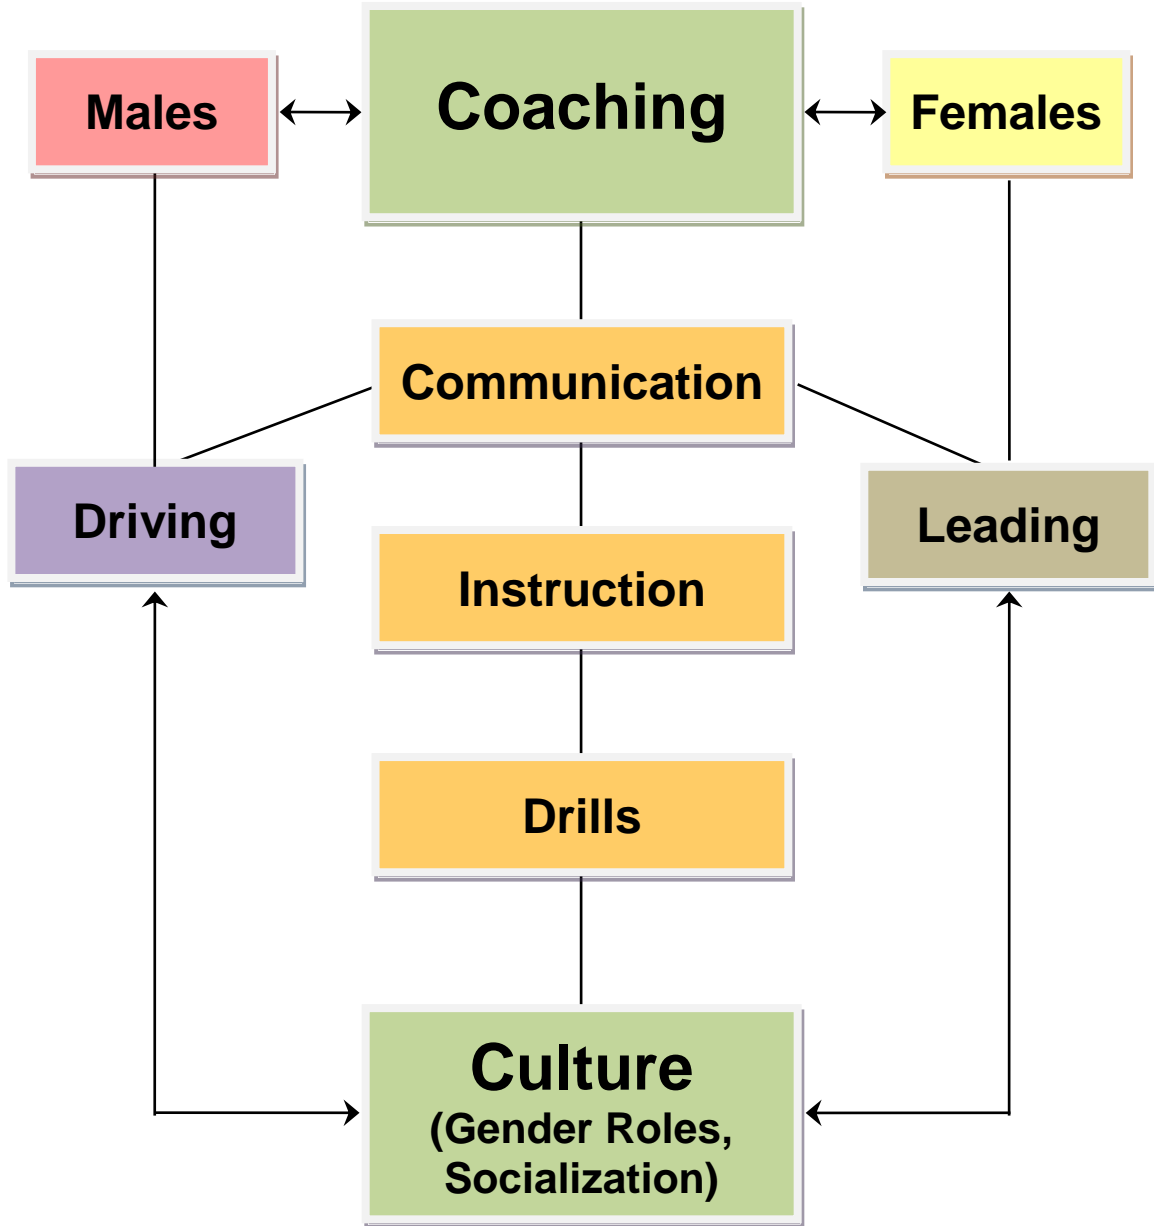 Males
Coaching
Females
Communication
Driving
Leading
Instruction
Drills
Culture
(Gender Roles,
Socialization)